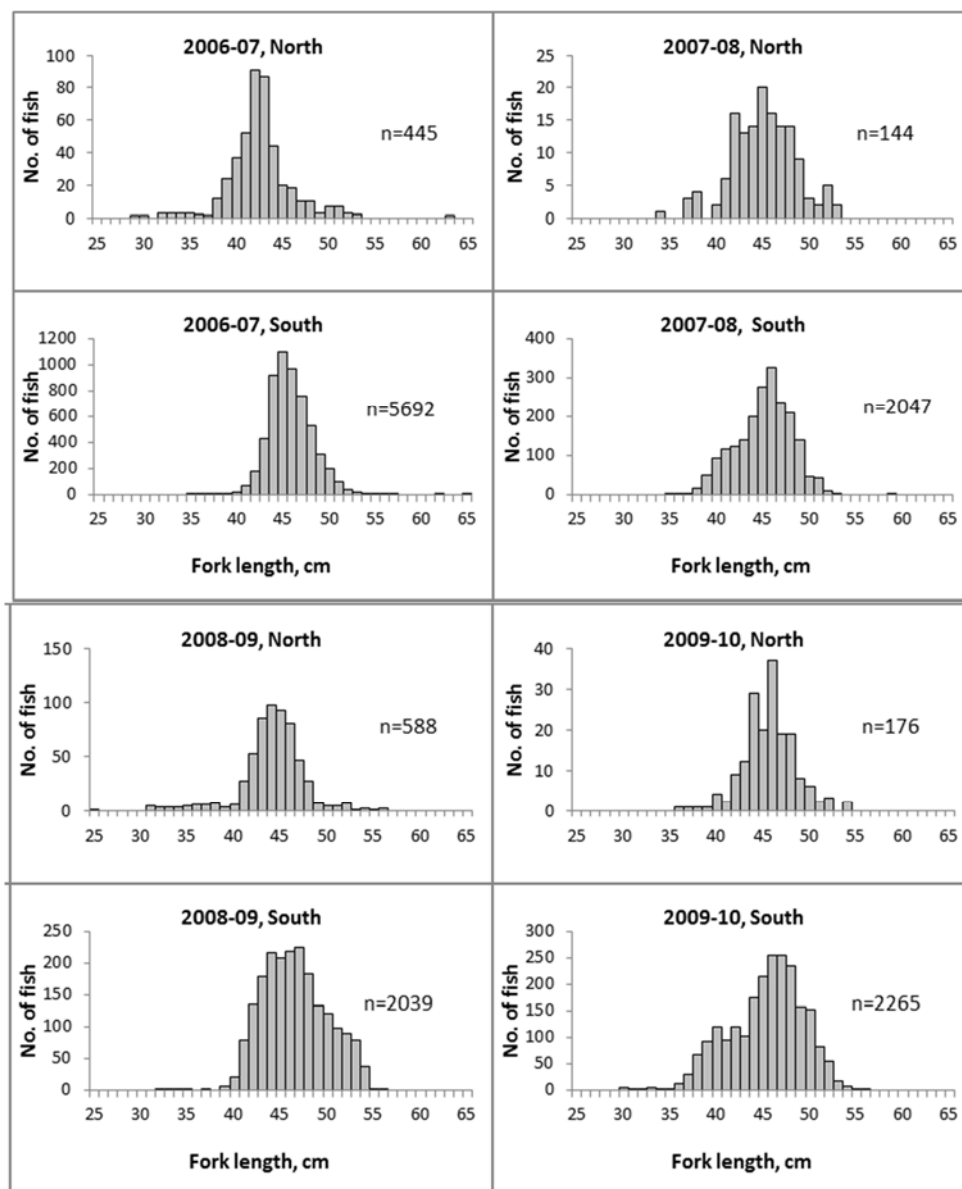 2006-07, North
No. of fish
100
80
60
40
20
0
n=445
25 30 35 40 45 50 55 60 65
2007-08, North
No. of fish
25
20
15
10
5
0
n=144
25 30 35 40 45 50 55 60 65
2006-07, South
No. of fish
1200
1000
800
600
400
200
0
n=5692
25 30 35 40 45 50 55 60 65
Fork length, cm
2007-08, South
No. of fish
400
300
200
100
0
n=2047
25 30 35 40 45 50 55 60 65
Fork length, cm
2008-09, North
No. of fish
150
100
50
0
n=588
25 30 35 40 45 50 55 60 65
2009-10, North
No. of fish
40
30
20
10
0
n=176
25 30 35 40 45 50 55 60 65
2008-09, South
No. of fish
250
200
150
100
50
0
n=2039
25 30 35 40 45 50 55 60 65
Fork length, cm
2009-10, South
No. of fish
300
250
200
150
100
50
0
n=2265
25 30 35 40 45 50 55 60 65
Fork length, cm